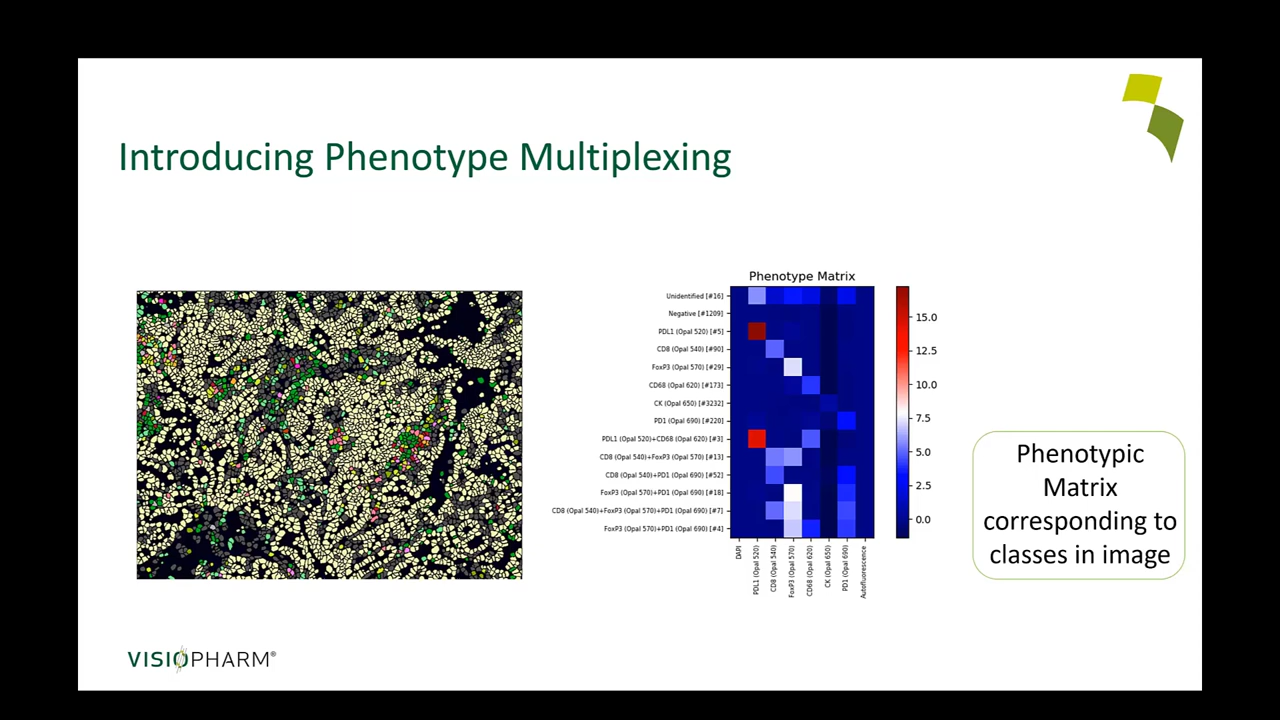 Introducing Phenotype Multiplexing
Phenotype Matrix
Unidentified [#16]
Negative [#1209]
PDL1 (Opal 520) [#5]
CD8 (Opal 540) [#90]
FoxP3 (Opal 570) [#29]
CD68 (Opal 620) [#173]
CK (Opal 650) [#3232]
PD1 (Opal 690) [#220]
PDL1 (Opal 520)+CD68 (Opal 620) [#3]
CD8 (Opal 540)+FoxP3 (Opal 570) [#13]
CD8 (Opal 540)+PD1 (Opal 690) [#52]
FoxP3 (Opal 570)+PD1 (Opal 690) [#18]
CD8 (Opal 540)+FoxP3 (Opal 570)+PD1 (Opal 690) [#7]
FoxP3 (Opal 570)+PD1 (Opal 690) [#4]
DAPI
PDL1 (Opal 520)
CD8 (Opal 540)
FoxP3 (Opal 570)
CD68 (Opal 620)
CK (Opal 650)
PD1 (Opal 690)
Autofluorescence
15.0
12.5
10.0
7.5
5.0
2.5
0.0
Phenotypic
Matrix
corresponding to
classes in image
VISIOPHARM®